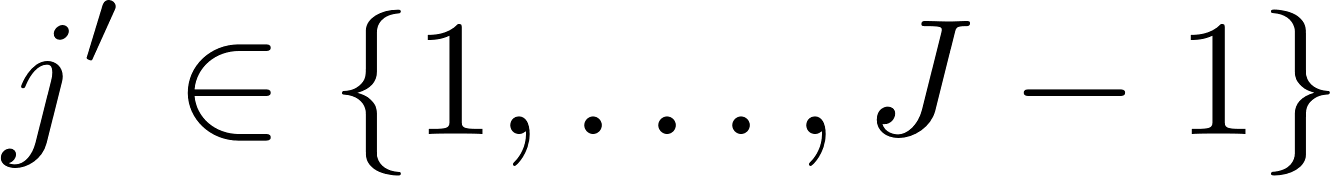 j′ ∈ {1, . . . , J − 1}